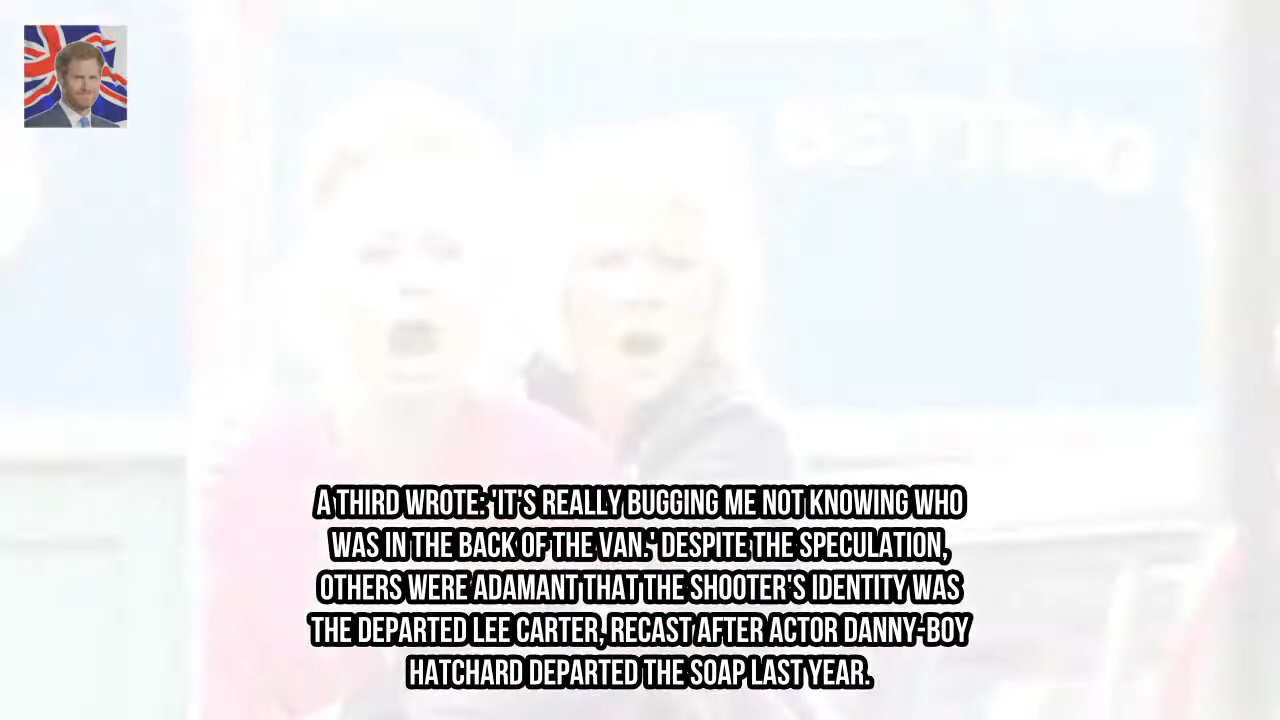 BETTING
A THIRD WROTE: 'IT'S REALLY BUGGING ME NOT KNOWING WHO
WAS IN THE BACK OF THE VAN.' DESPITE THE SPECULATION,
OTHERS WERE ADAMANT THAT THE SHOOTER'S IDENTITY WAS
THE DEPARTED LEE CARTER, RECAST AFTER ACTOR DANNY-BOY
HATCHARD DEPARTED THE SOAP LAST YEAR.